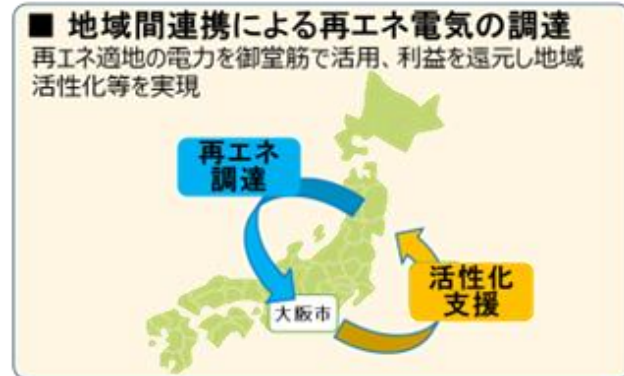 ■ 地域間連携による再エネ電気の調達
再エネ適地の電力を御堂筋で活用、利益を還元し地域
活性化等を実現
再エネ
調達
大阪市
活性化
支援